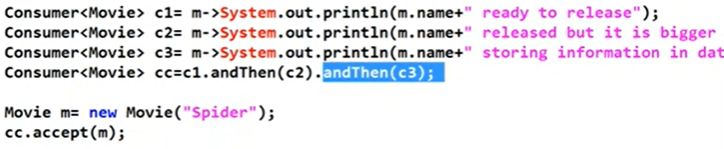 Consumer<Movie> c1= m->System.out.println(m.name+" ready to release");
Consumer<Movie> c2= m->System.out.println(m.name+" released but it is bigger
Consumer<Movie> c3= m->System.out.println(m.name+" storing information in dat
Consumer<Movie> cc=c1.andThen(c2).andThen(c3);
Movie m= new Movie("Spider");
cc.accept(m);